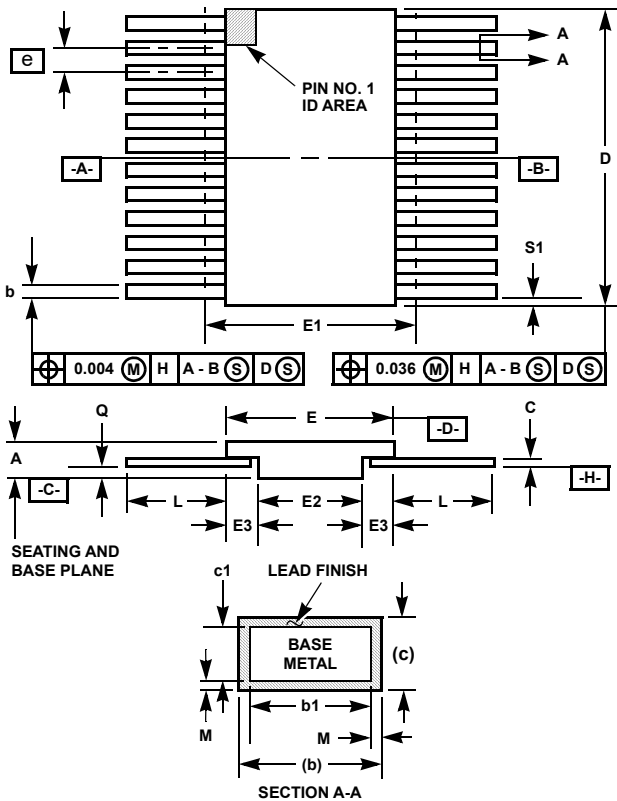 A
A
e
PIN NO. 1
ID AREA
-A-
-B-
D
S1
b
E1
0.004 M H A - B S D S
0.036 M H A - B S D S
Q
E
-D-
C
A
-C-
-H-
L
E2
L
E3
E3
SEATING AND
BASE PLANE
c1
LEAD FINISH
BASE
METAL
(c)
b1
M
M
(b)
SECTION A-A